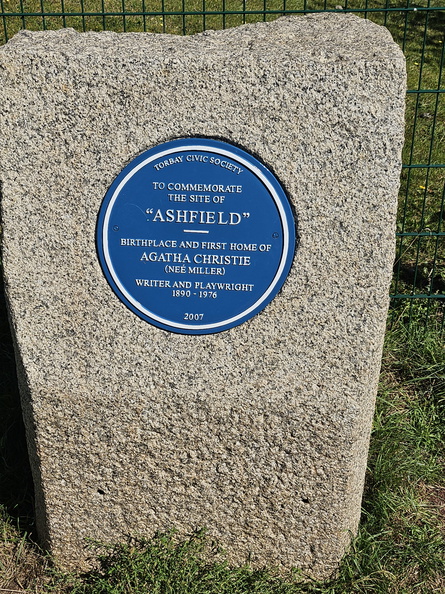 TORBAY CIVIC SOCIETY
TO COMMEMORATE
THE SITE OF
"ASHFIELD"
BIRTHPLACE AND FIRST HOME OF
AGATHA CHRISTIE
(NEÉ MILLER)
WRITER AND PLAYWRIGHT
1890 - 1976
2007